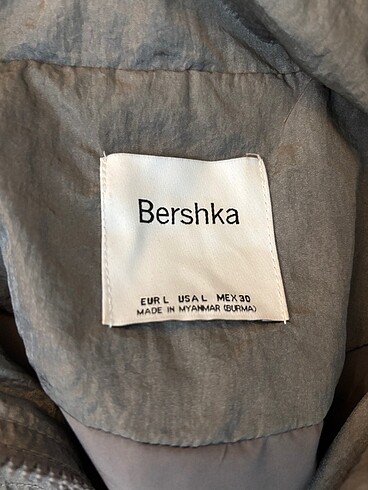 Bershka
EUR L USA L MEX 30
MADE IN MYANMAR (BURMA)